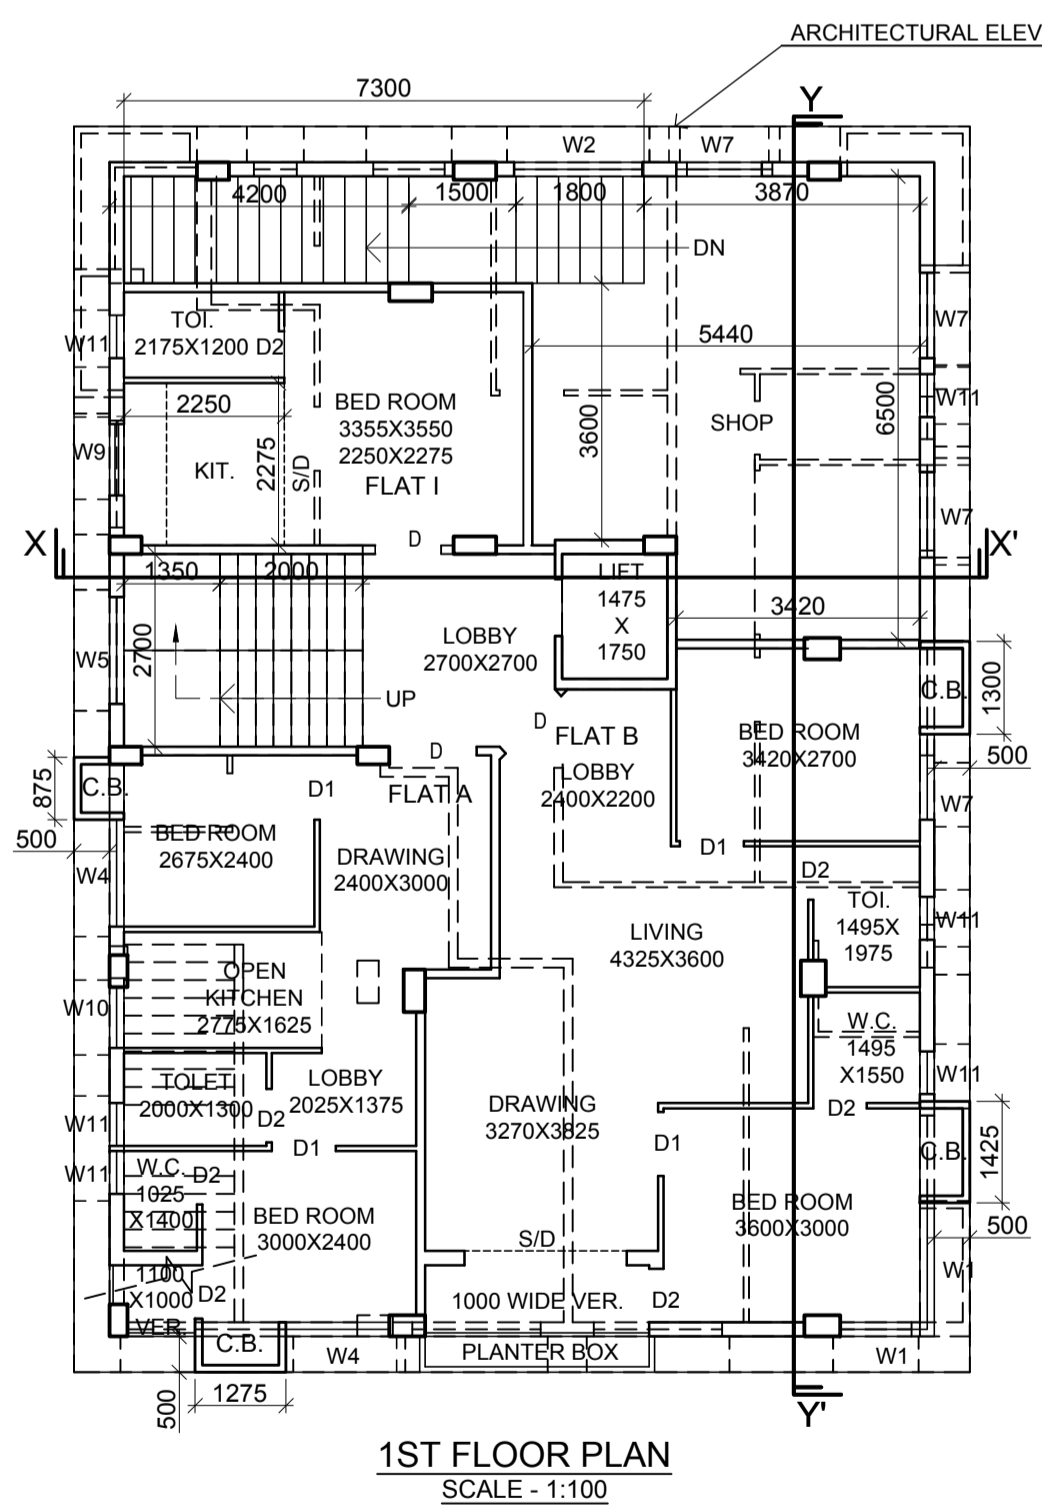 ARCHITECTURAL ELEV
7300
Y
W2
W7
4200
1500
1800
3870
DN
W11
TOI.
2175X1200 D2
5440
W7
2250
BED ROOM
3355X3550
2250X2275
FLAT I
3600
SHOP
6500
W11
W9
KIT.
2275
S/D
W7
X
D
X'
1350
2000
LIFT
1475
X
1750
3420
W5
2700
LOBBY
2700X2700
UP
C.B.
1300
D
D
FLAT B
BED ROOM
3420X2700
500
875
C.B.
D1
FLAT A
LOBBY
2400X2200
W7
500
BED ROOM
2675X2400
DRAWING
2400X3000
D1
W4
D2
TOI.
1495X
1975
W11
LIVING
4325X3600
OPEN
KITCHEN
2775X1625
W10
W.C.
1495
X1550
W11
TOLET
2000X1300
LOBBY
2025X1375
DRAWING
3270X3825
D2
W11
D2
D1
D1
C.B.
1425
W11
W.C.
1025
X1400
D2
BED ROOM
3000X2400
BED ROOM
3600X3000
500
S/D
W1
1100
X1000
VER.
D2
1000 WIDE VER.
D2
C.B.
W4
PLANTER BOX
W1
500
1275
Y'
1ST FLOOR PLAN
SCALE - 1:100